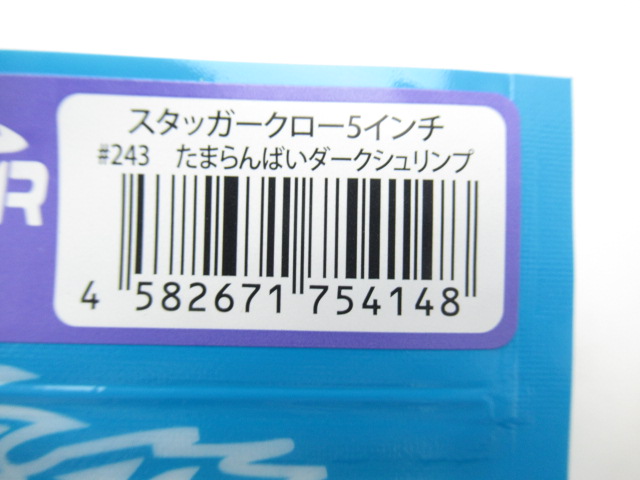 スタッガークロー5インチ
#243 たまらんばいダークシュリンプ
R
4 582671 754148